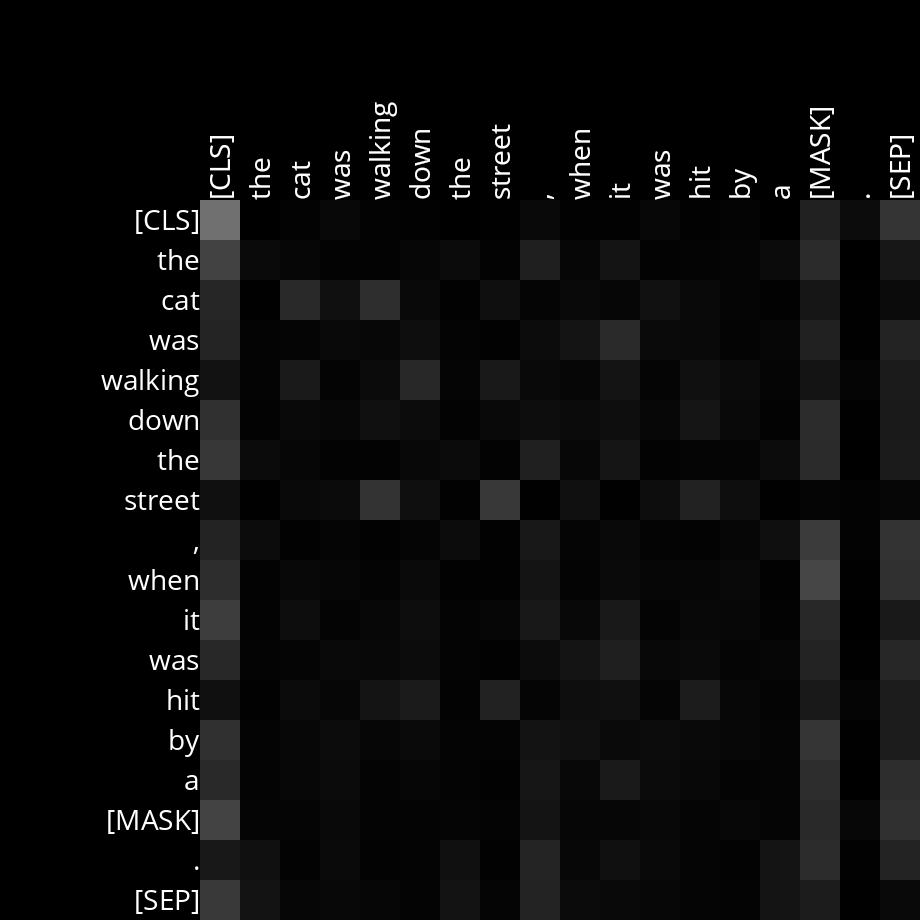 [CLS] the cat was walking down the street , when it was hit by a [MASK] . [SEP]
[CLS]
the
cat
was
walking
down
the
street
,
when
it
was
hit
by
a
[MASK]
.
[SEP]